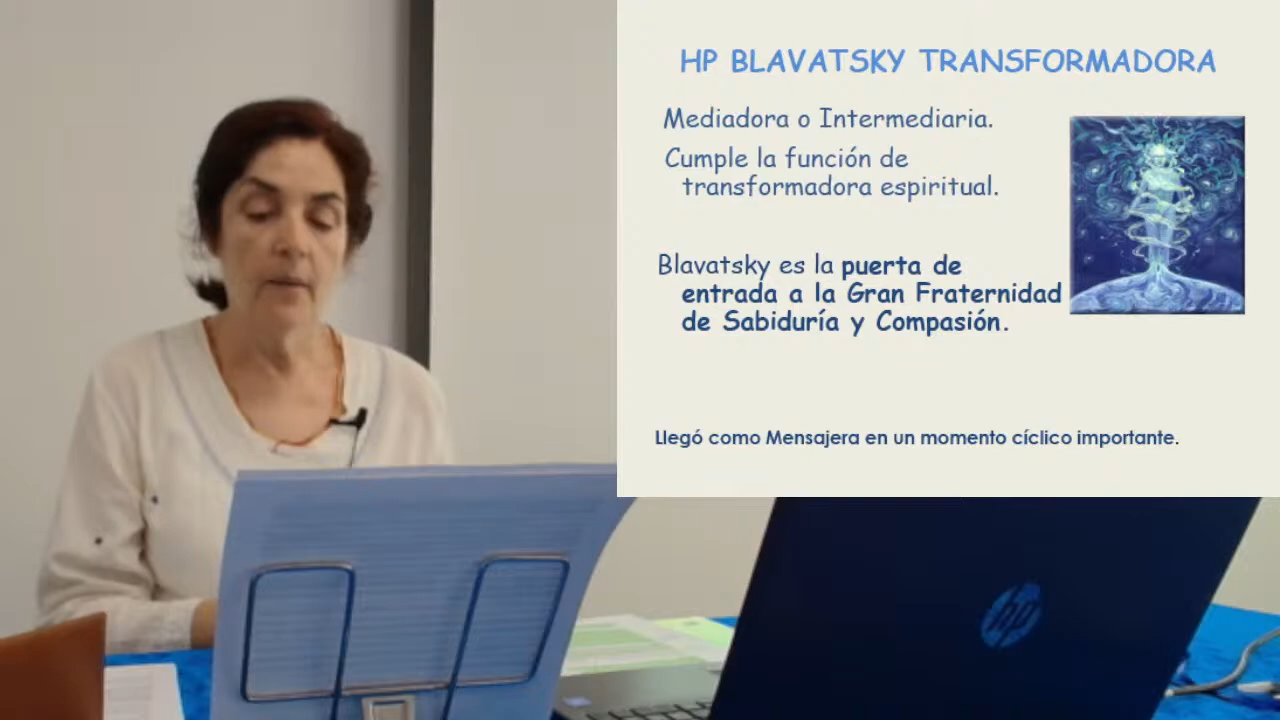 HP BLAVATSKY TRANSFORMADORA
Mediadora o Intermediaria.
Cumple la función de
transformadora espiritual.
Blavatsky es la puerta de
entrada a la Gran Fraternidad
de Sabiduría y Compasión.
Llegó como Mensajera en un momento cíclico importante.
hp